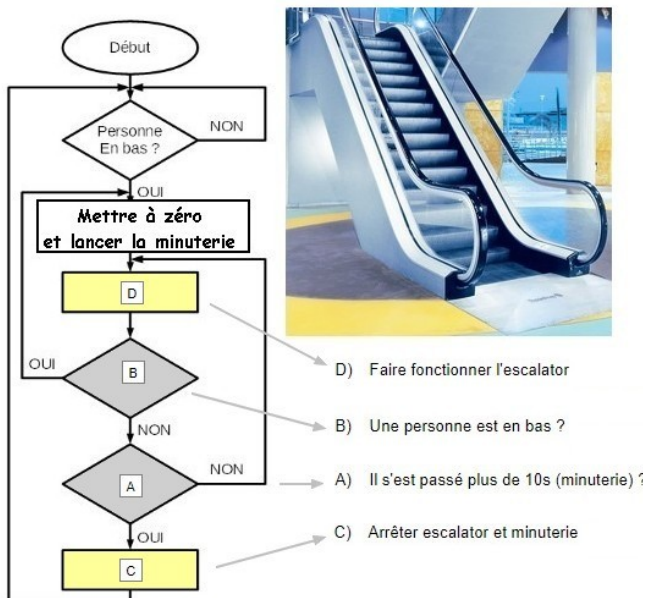 Début
Personne
En bas ?
NON
OUI
Mettre à zéro
et lancer la minuterie
D
OUI
B
NON
NON
A
OUI
C
D) Faire fonctionner l'escalator
B) Une personne est en bas ?
A) Il s'est passé plus de 10s (minuterie) ?
C) Arrêter escalator et minuterie